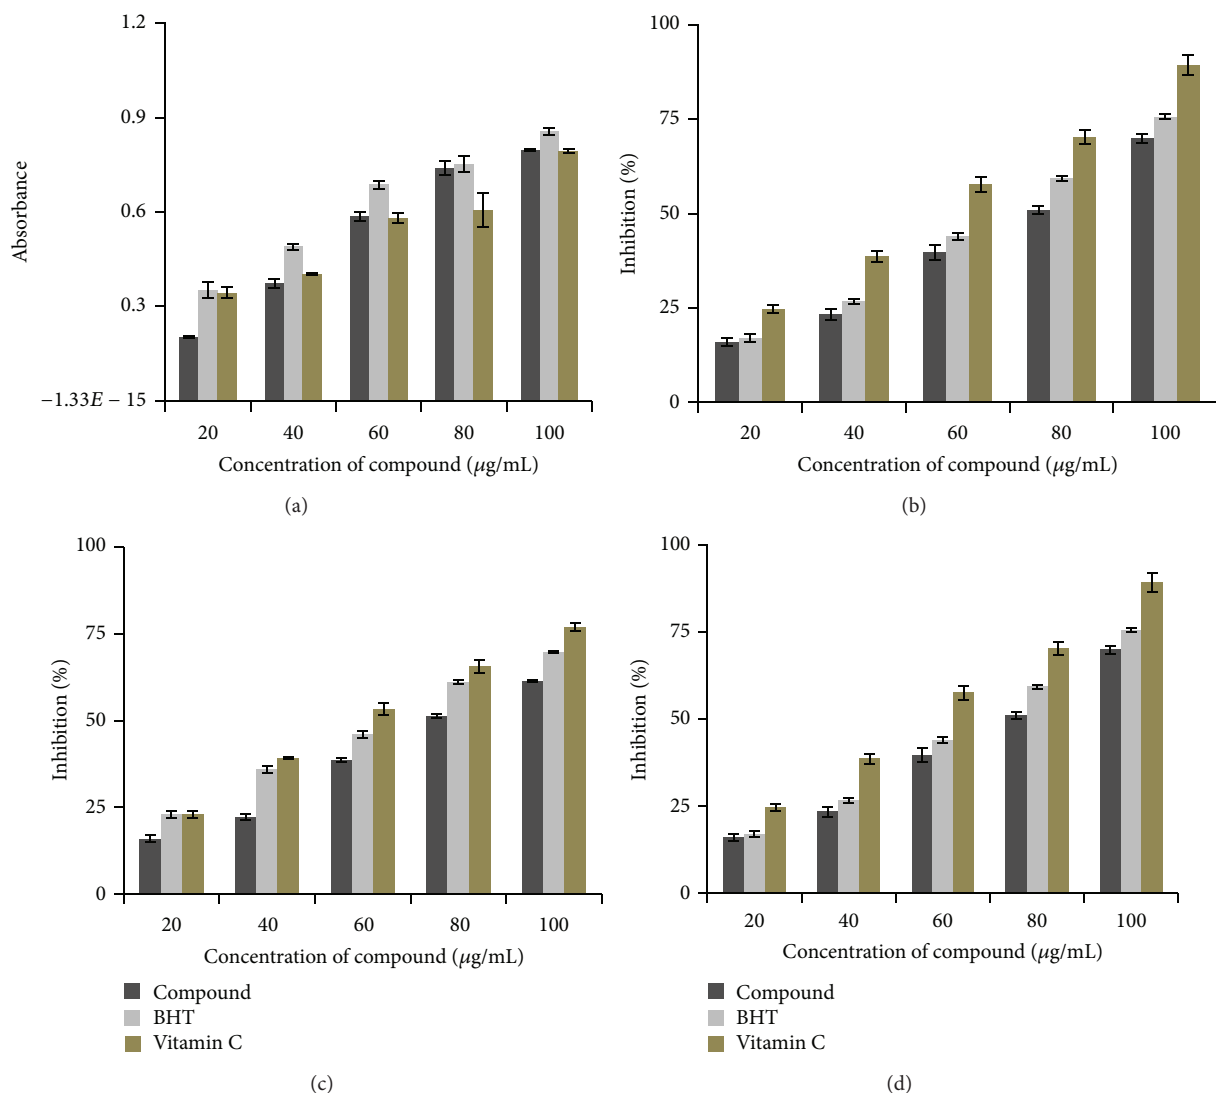 1.2
0.9
0.6
0.3
−1.33E − 15
Absorbance
20 40 60 80 100
Concentration of compound (μg/mL)
(a)
100
75
50
25
0
Inhibition (%)
20 40 60 80 100
Concentration of compound (μg/mL)
(b)
100
75
50
25
0
Inhibition (%)
20 40 60 80 100
Concentration of compound (μg/mL)
Compound
BHT
Vitamin C
(c)
100
75
50
25
0
Inhibition (%)
20 40 60 80 100
Concentration of compound (μg/mL)
Compound
BHT
Vitamin C
(d)